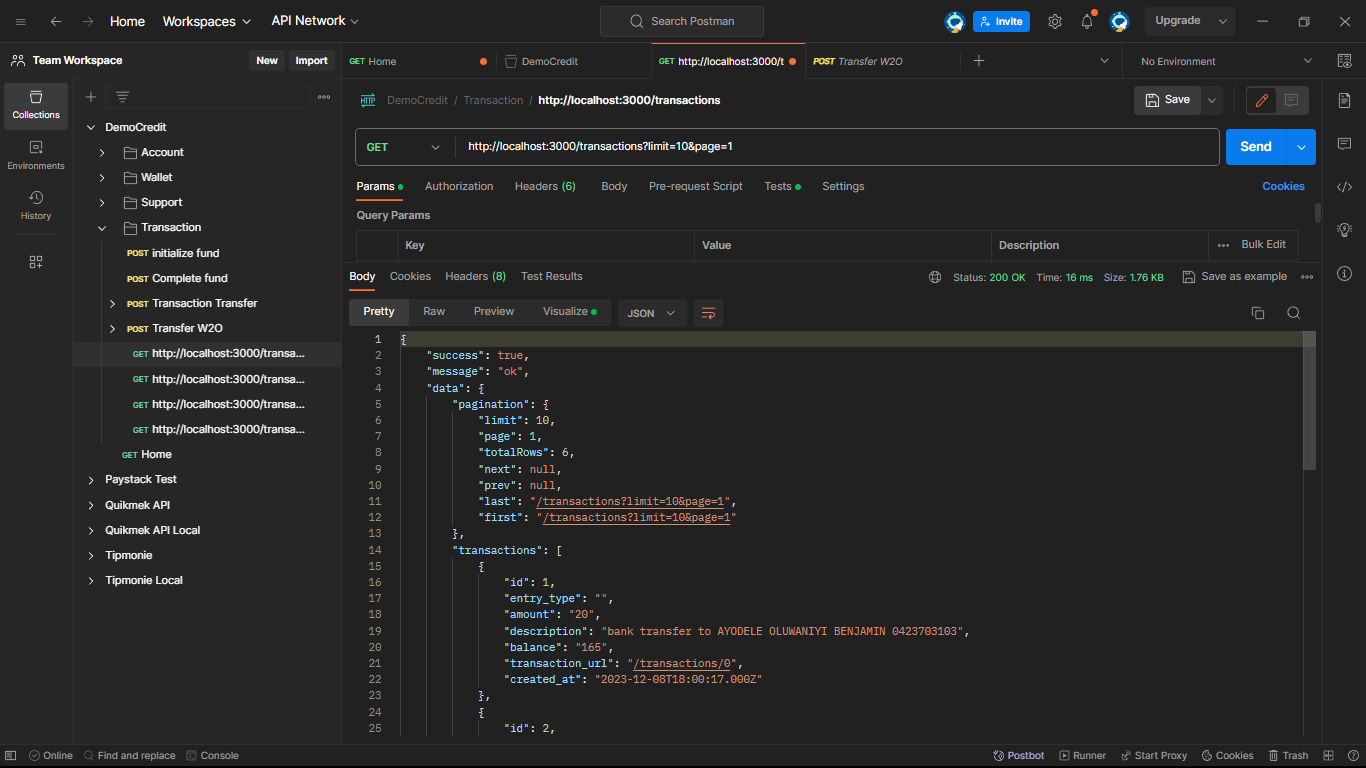 Home Workspaces API Network Search Postman Invite Upgrade
Team Workspace New Import GET Home DemoCredit GET http://localhost:3000/t POST Transfer W2O No Environment
Collections
Environments
History
DemoCredit
Account
Wallet
Support
Transaction
POST initialize fund
POST Complete fund
POST Transaction Transfer
POST Transfer W2O
GET http://localhost:3000/transa...
GET http://localhost:3000/transa...
GET http://localhost:3000/transa...
GET http://localhost:3000/transa...
GET Home
Paystack Test
Quikmek API
Quikmek API Local
Tipmonie
Tipmonie Local
HTTP DemoCredit / Transaction / http://localhost:3000/transactions Save
GET http://localhost:3000/transactions?limit=10&page=1 Send
Params Authorization Headers (6) Body Pre-request Script Tests Settings Cookies
Query Params
Key Value Description Bulk Edit
Body Cookies Headers (8) Test Results Status: 200 OK Time: 16 ms Size: 1.76 KB Save as example
Pretty Raw Preview Visualize JSON
1 {
2 "success": true,
3 "message": "ok",
4 "data": {
5 "pagination": {
6 "limit": 10,
7 "page": 1,
8 "totalRows": 6,
9 "next": null,
10 "prev": null,
11 "last": "/transactions?limit=10&page=1",
12 "first": "/transactions?limit=10&page=1"
13 },
14 "transactions": [
15 {
16 "id": 1,
17 "entry_type": "",
18 "amount": "20",
19 "description": "bank transfer to AYODELE OLUWANIYI BENJAMIN 0423703103",
20 "balance": "165",
21 "transaction_url": "/transactions/0",
22 "created_at": "2023-12-08T18:00:17.000Z"
23 },
24 {
25 "id": 2,
Online Find and replace Console Postbot Runner Start Proxy Cookies Trash